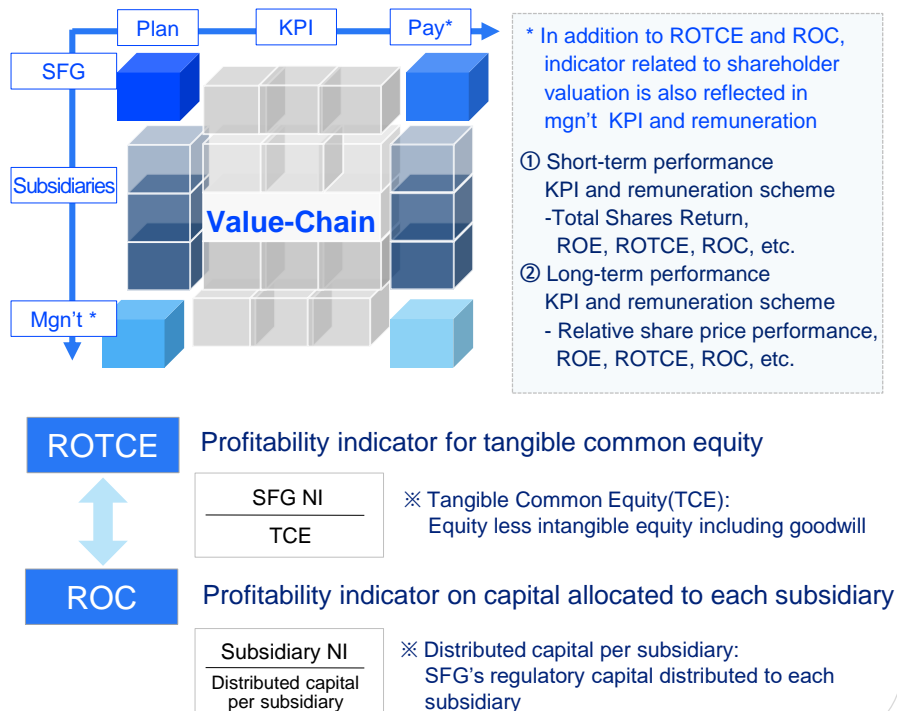 Plan
KPI
Pay*
SFG
Subsidiaries
Mgn't *
Value-Chain
* In addition to ROTCE and ROC,
indicator related to shareholder
valuation is also reflected in
mgn't KPI and remuneration
① Short-term performance
KPI and remuneration scheme
-Total Shares Return,
ROE, ROTCE, ROC, etc.
② Long-term performance
KPI and remuneration scheme
- Relative share price performance,
ROE, ROTCE, ROC, etc.
ROTCE
Profitability indicator for tangible common equity
SFG NI
TCE
※ Tangible Common Equity(TCE):
Equity less intangible equity including goodwill
ROC
Profitability indicator on capital allocated to each subsidiary
Subsidiary NI
Distributed capital
per subsidiary
※ Distributed capital per subsidiary:
SFG's regulatory capital distributed to each
subsidiary